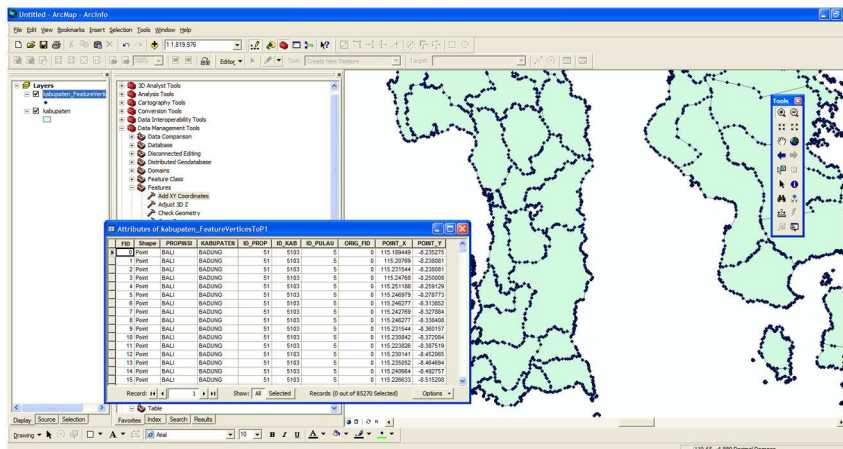 Untitled - ArcMap - ArcInfo
File Edit View Bookmarks Insert Selection Tools Window Help
1:1,819,976
Editor Task: Create New Feature Target:
Layers
kabupaten_FeatureVerti
kabupaten
3D Analyst Tools
Analysis Tools
Cartography Tools
Conversion Tools
Data Interoperability Tools
Data Management Tools
Data Comparison
Database
Disconnected Editing
Distributed Geodatabase
Domains
Feature Class
Features
Add XY Coordinates
Adjust 3D Z
Check Geometry
Tools
Attributes of kabupaten_FeatureVerticesToP1
FID Shape PROPINSI KABUPATEN ID_PROP ID_KAB ID_PULAU ORIG_FID POINT_X POINT_Y
0 Point BALI BADUNG 51 5103 5 0 115.189449 -8.235275
1 Point BALI BADUNG 51 5103 5 0 115.20769 -8.238081
2 Point BALI BADUNG 51 5103 5 0 115.231544 -8.238081
3 Point BALI BADUNG 51 5103 5 0 115.24768 -8.250008
4 Point BALI BADUNG 51 5103 5 0 115.251188 -8.259129
5 Point BALI BADUNG 51 5103 5 0 115.246979 -8.278773
6 Point BALI BADUNG 51 5103 5 0 115.246277 -8.313852
7 Point BALI BADUNG 51 5103 5 0 115.242769 -8.327884
8 Point BALI BADUNG 51 5103 5 0 115.246277 -8.338408
9 Point BALI BADUNG 51 5103 5 0 115.231544 -8.360157
10 Point BALI BADUNG 51 5103 5 0 115.230842 -8.372084
11 Point BALI BADUNG 51 5103 5 0 115.223826 -8.387519
12 Point BALI BADUNG 51 5103 5 0 115.230141 -8.452065
13 Point BALI BADUNG 51 5103 5 0 115.235052 -8.464694
14 Point BALI BADUNG 51 5103 5 0 115.240664 -8.492757
15 Point BALI BADUNG 51 5103 5 0 115.226633 -8.515208
Record: 1 Show: All Selected Records (0 out of 85270 Selected) Options
Table
Display Source Selection
Favorites Index Search Results
Drawing Arial 10 B I U A